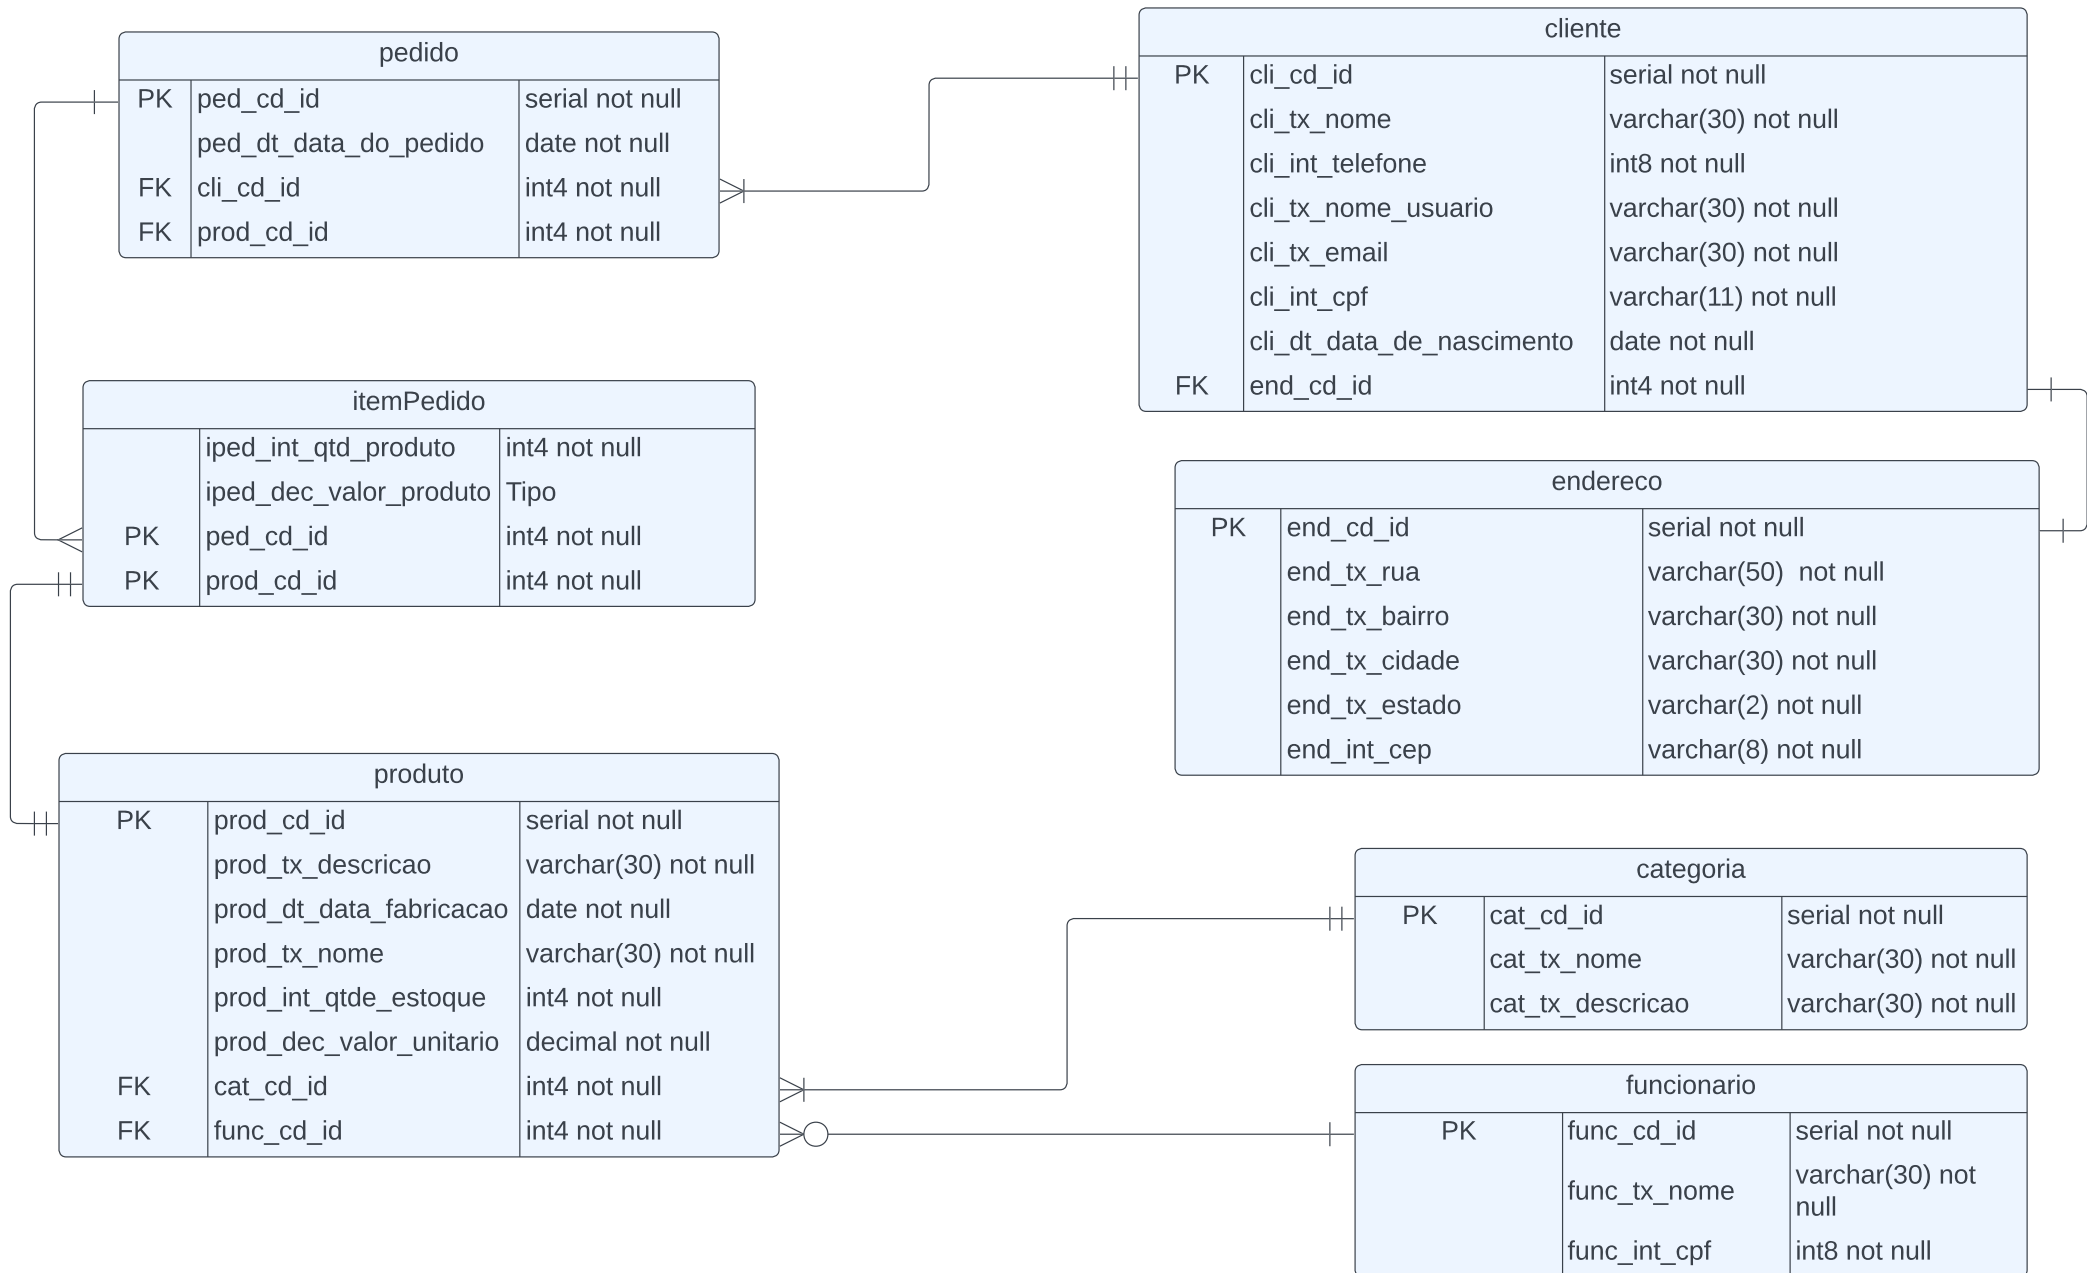 pedido
PK ped_cd_id serial not null
ped_dt_data_do_pedido date not null
FK cli_cd_id int4 not null
FK prod_cd_id int4 not null
cliente
PK cli_cd_id serial not null
cli_tx_nome varchar(30) not null
cli_int_telefone int8 not null
cli_tx_nome_usuario varchar(30) not null
cli_tx_email varchar(30) not null
cli_int_cpf varchar(11) not null
cli_dt_data_de_nascimento date not null
FK end_cd_id int4 not null
itemPedido
iped_int_qtd_produto int4 not null
iped_dec_valor_produto Tipo
PK ped_cd_id int4 not null
PK prod_cd_id int4 not null
endereco
PK end_cd_id serial not null
end_tx_rua varchar(50)  not null
end_tx_bairro varchar(30) not null
end_tx_cidade varchar(30) not null
end_tx_estado varchar(2) not null
end_int_cep varchar(8) not null
produto
PK prod_cd_id serial not null
prod_tx_descricao varchar(30) not null
prod_dt_data_fabricacao date not null
prod_tx_nome varchar(30) not null
prod_int_qtde_estoque int4 not null
prod_dec_valor_unitario decimal not null
FK cat_cd_id int4 not null
FK func_cd_id int4 not null
categoria
PK cat_cd_id serial not null
cat_tx_nome varchar(30) not null
cat_tx_descricao varchar(30) not null
funcionario
PK func_cd_id serial not null
func_tx_nome varchar(30) not
null
func_int_cpf int8 not null